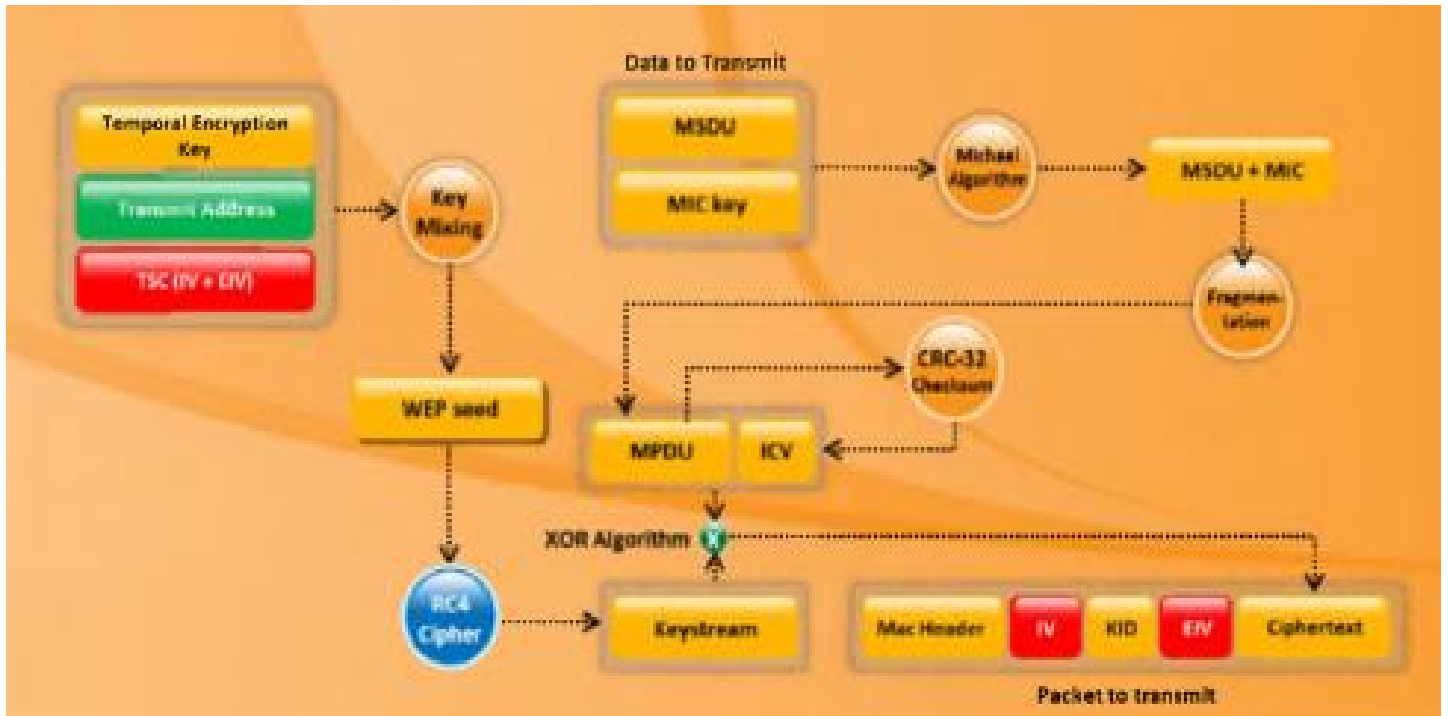 Data to Transmit
Temporal Encryption
Key
Transmit Address
TSC (IV + EIV)
Key
Mixing
MSDU
MIC key
Michael
Algorithm
MSDU + MIC
Fragmen-
tation
CRC-32
Checksum
WEP seed
MPDU
ICV
XOR Algorithm
X
RC4
Cipher
Keystream
Mac Header
IV
KID
EIV
Ciphertext
Packet to transmit